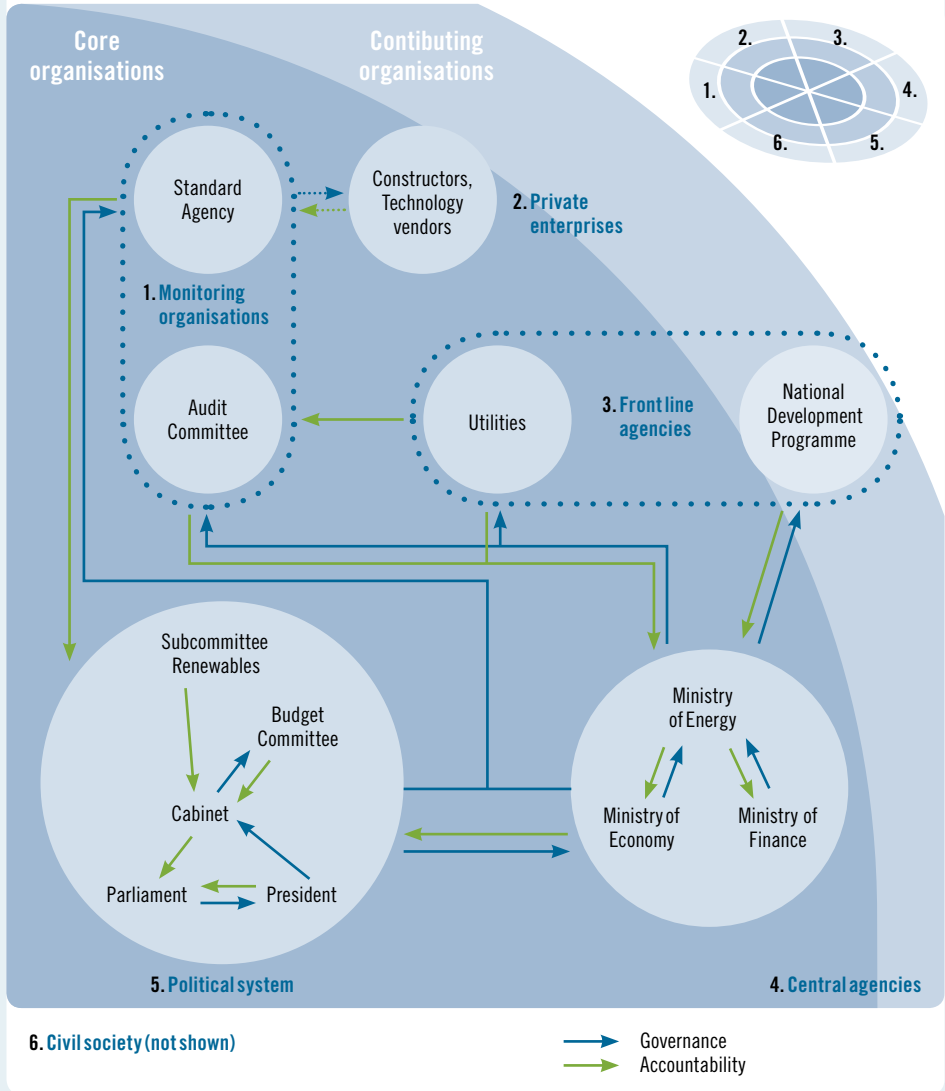 Core
organisations
Contibuting
organisations
2.
3.
1.
4.
6.
5.
Standard
Agency
Constructors,
Technology
vendors
2. Private
enterprises
1. Monitoring
organisations
Audit
Committee
Utilities
3. Front line
agencies
National
Development
Programme
Subcommittee
Renewables
Budget
Committee
Cabinet
Parliament
President
Ministry
of Energy
Ministry of
Economy
Ministry of
Finance
5. Political system
4. Central agencies
6. Civil society (not shown)
Governance
Accountability